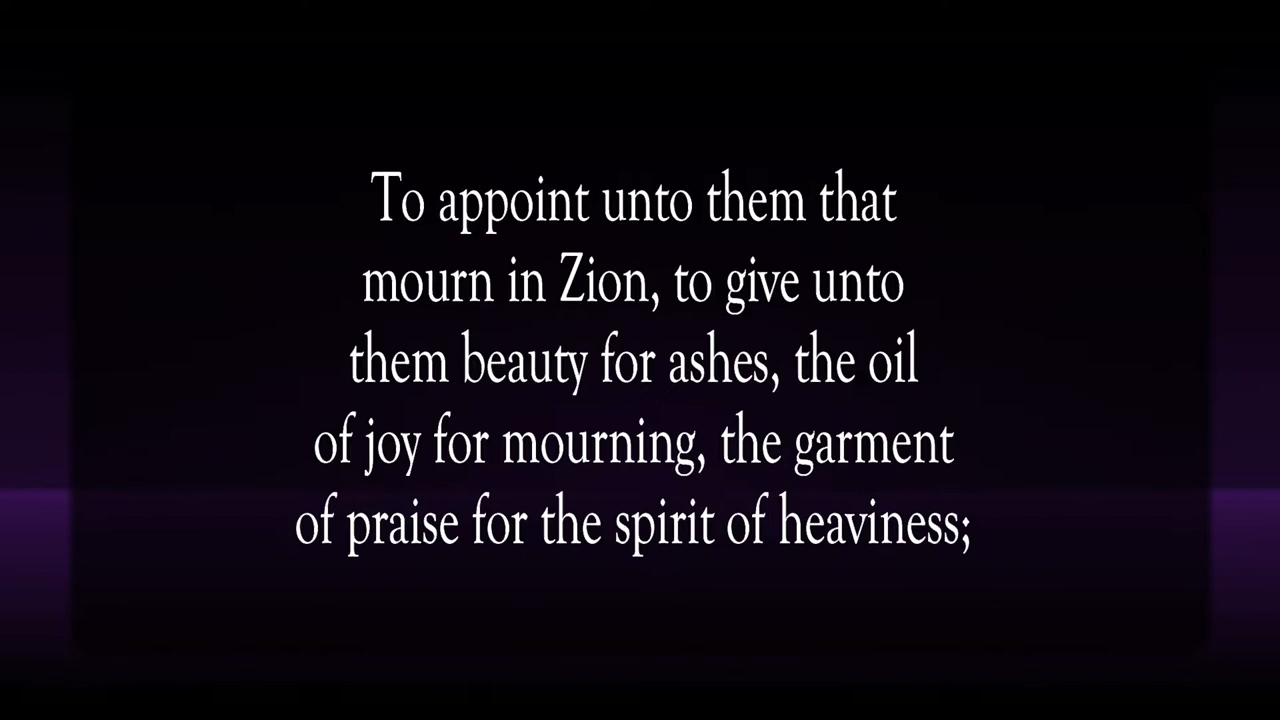 To appoint unto them that
mourn in Zion, to give unto
them beauty for ashes, the oil
of joy for mourning, the garment
of praise for the spirit of heaviness;